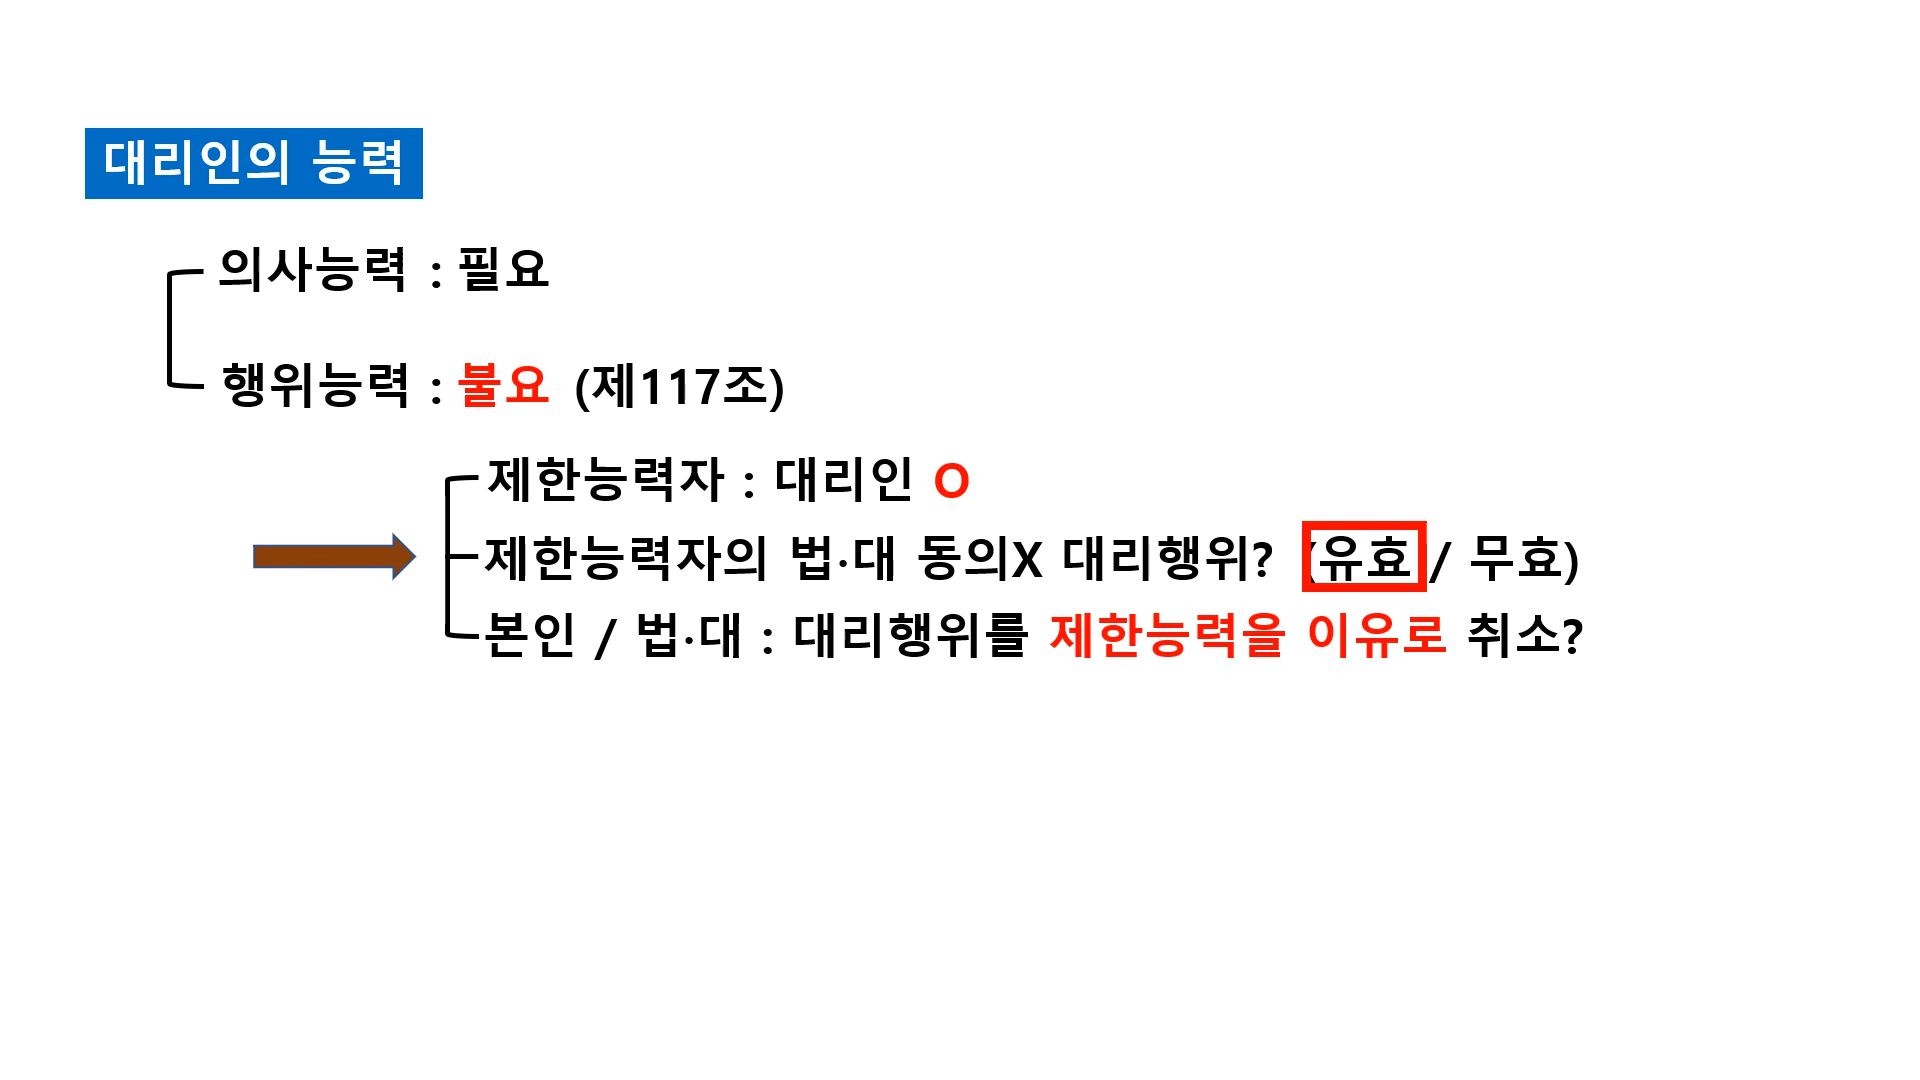 대리인의 능력
의사능력 : 필요
행위능력 : 불요 (제117조)
제한능력자 : 대리인 O
제한능력자의 법·대 동의X 대리행위? (유효 / 무효)
본인 / 법·대 : 대리행위를 제한능력을 이유로 취소?